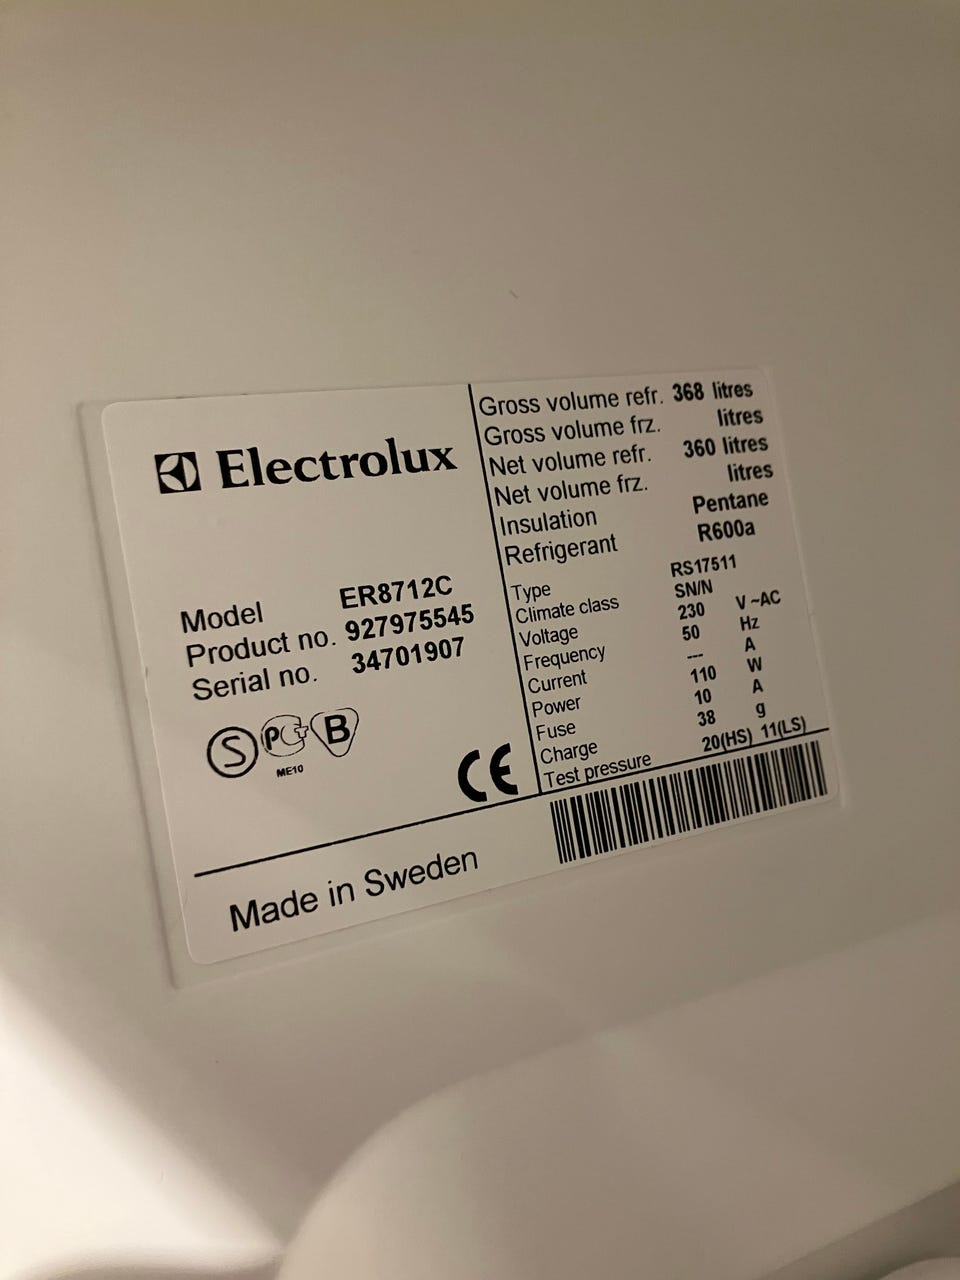 Electrolux
Model ER8712C
Product no. 927975545
Serial no. 34701907
S PCT B
ME10
CE
Gross volume refr. 368 litres
Gross volume frz. litres
Net volume refr. 360 litres
Net volume frz. litres
Insulation Pentane
Refrigerant R600a
Type RS17511
Climate class SN/N
Voltage 230 V ~AC
Frequency 50 Hz
Current --- A
Power 110 W
Fuse 10 A
Charge 38 g
Test pressure 20(HS) 11(LS)
Made in Sweden